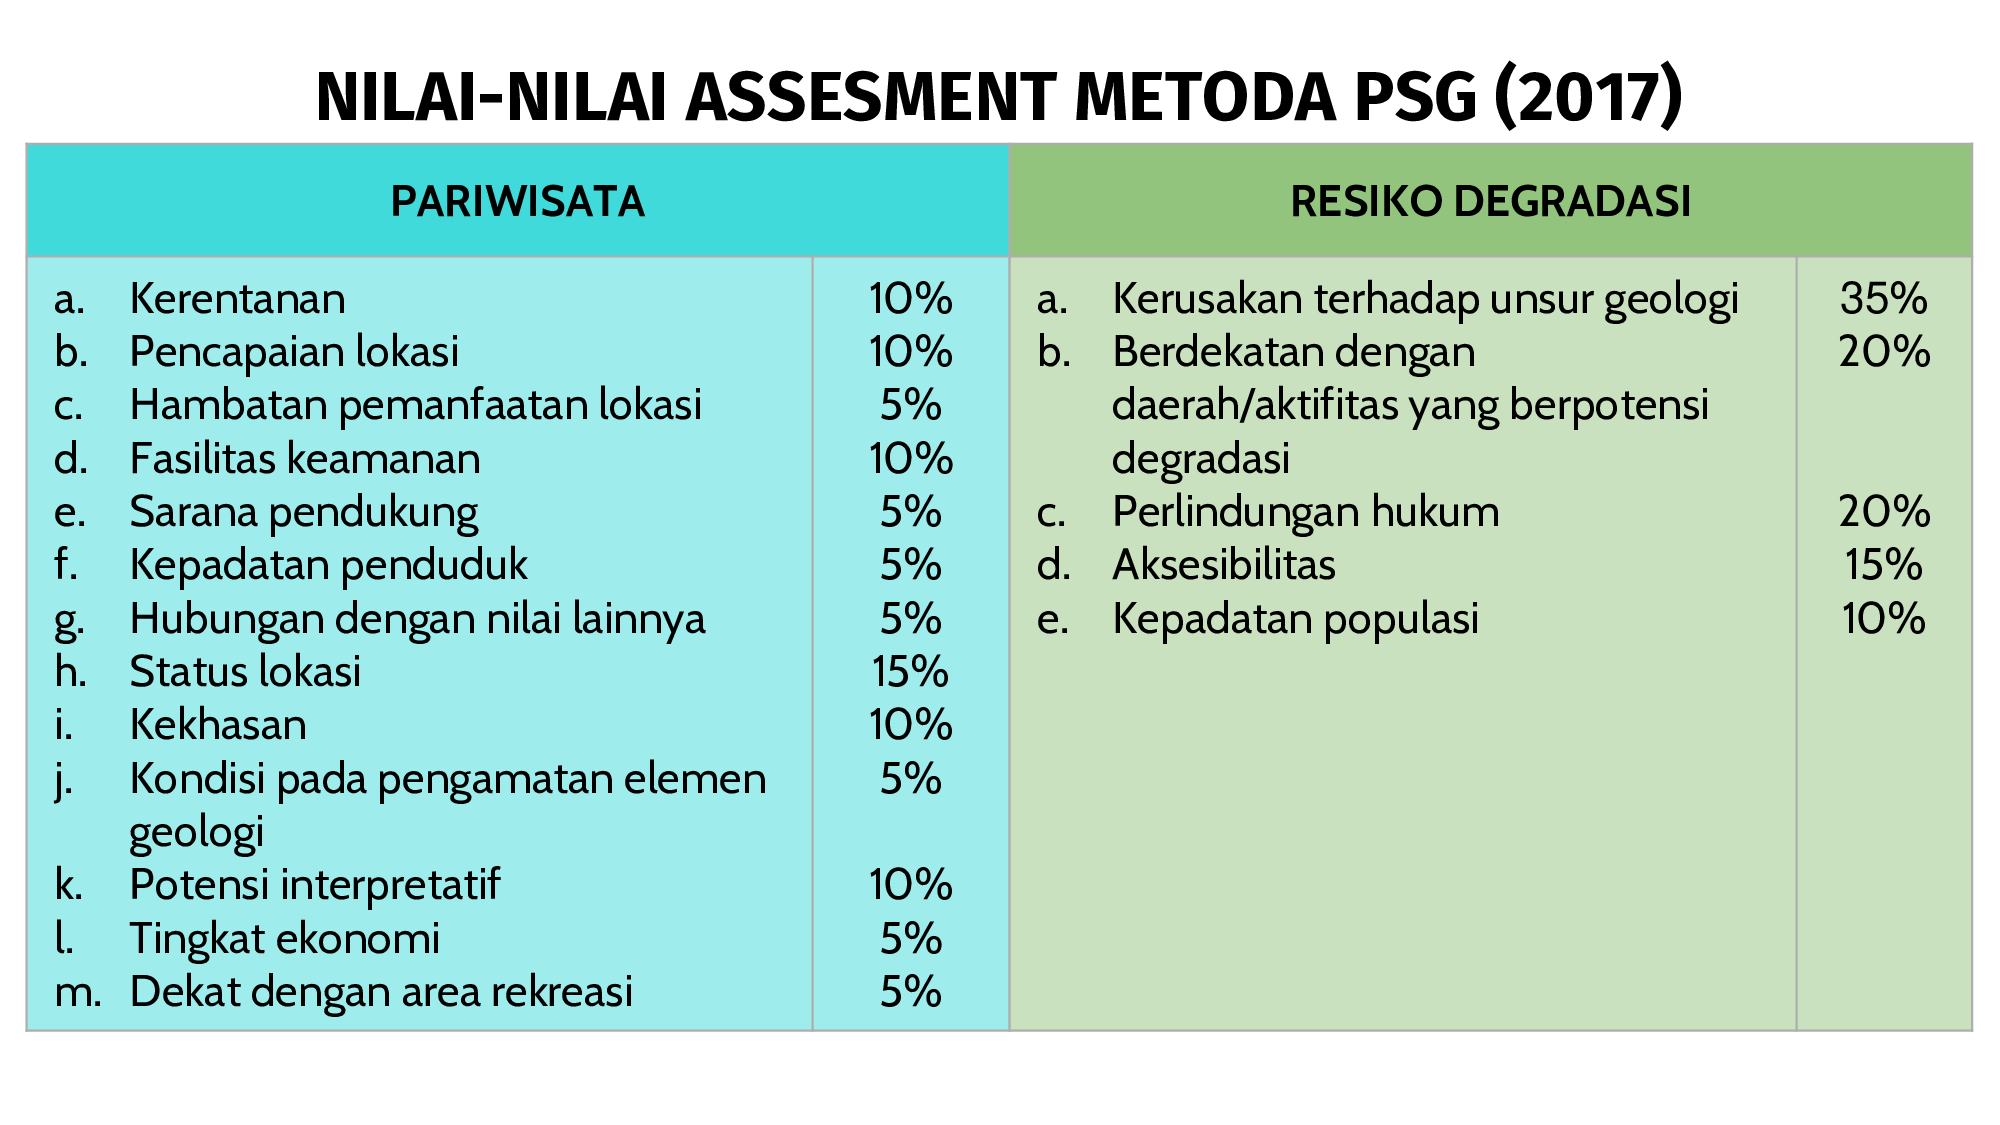 NILAI-NILAI ASSESMENT METODA PSG (2017)
PARIWISATA
a. Kerentanan 10%
b. Pencapaian lokasi 10%
c. Hambatan pemanfaatan lokasi 5%
d. Fasilitas keamanan 10%
e. Sarana pendukung 5%
f. Kepadatan penduduk 5%
g. Hubungan dengan nilai lainnya 5%
h. Status lokasi 15%
i. Kekhasan 10%
j. Kondisi pada pengamatan elemen 5%
geologi
k. Potensi interpretatif 10%
l. Tingkat ekonomi 5%
m. Dekat dengan area rekreasi 5%
RESIKO DEGRADASI
a. Kerusakan terhadap unsur geologi 35%
b. Berdekatan dengan 20%
daerah/aktifitas yang berpotensi
degradasi
c. Perlindungan hukum 20%
d. Aksesibilitas 15%
e. Kepadatan populasi 10%